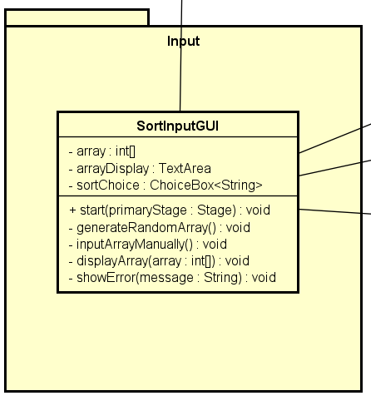 Input
SortInputGUI
- array : int[]
- arrayDisplay : TextArea
- sortChoice : ChoiceBox<String>
+ start(primaryStage : Stage) : void
- generateRandomArray() : void
- inputArrayManually() : void
- displayArray(array : int[]) : void
- showError(message : String) : void